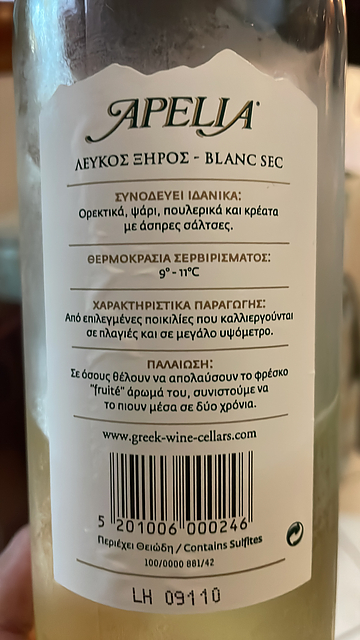 APELIA
ΛΕΥΚΟΣ ΞΗΡΟΣ - BLANC SEC
ΣΥΝΟΔΕΥΕΙ ΙΔΑΝΙΚΑ:
Ορεκτικά, ψάρι, πουλερικά και κρέατα
με άσπρες σάλτσες.
ΘΕΡΜΟΚΡΑΣΙΑ ΣΕΡΒΙΡΙΣΜΑΤΟΣ:
9° - 11°C
ΧΑΡΑΚΤΗΡΙΣΤΙΚΑ ΠΑΡΑΓΩΓΗΣ:
Από επιλεγμένες ποικιλίες που καλλιεργούνται
σε πλαγιές και σε μεγάλο υψόμετρο.
ΠΑΛΑΙΩΣΗ:
Σε όσους θέλουν να απολαύσουν το φρέσκο
"fruité" άρωμά του, συνιστούμε να
το πιουν μέσα σε δύο χρόνια.
www.greek-wine-cellars.com
5 201006 000246
Περιέχει Θειώδη / Contains Sulfites
100/0000 881/42
LH 09110